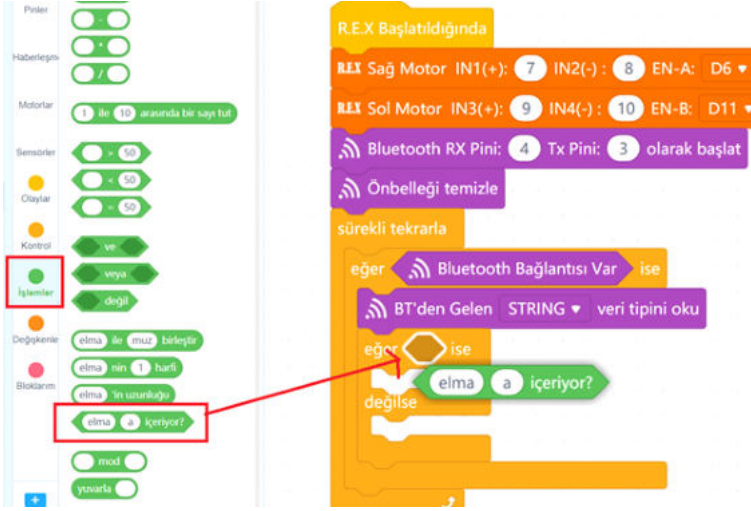 Pinler
Haberleşm
Motorlar
Sensörler
Olaylar
Kontrol
İşlemler
Değişkenle
Bloklarım
-
*
/
1 ile 10 arasında bir sayı tut
> 50
< 50
= 50
ve
veya
değil
elma ile muz birleştir
elma nin 1 harfi
elma 'in uzunluğu
elma a içeriyor?
mod
yuvarla
R.E.X Başlatıldığında
R.E.X Sağ Motor IN1(+): 7 IN2(-) : 8 EN-A: D6
R.E.X Sol Motor IN3(+): 9 IN4(-) : 10 EN-B: D11
Bluetooth RX Pini: 4 Tx Pini: 3 olarak başlat
Önbelleği temizle
sürekli tekrarla
eğer Bluetooth Bağlantısı Var ise
BT'den Gelen STRING veri tipini oku
eğer ise
elma a içeriyor?
değilse